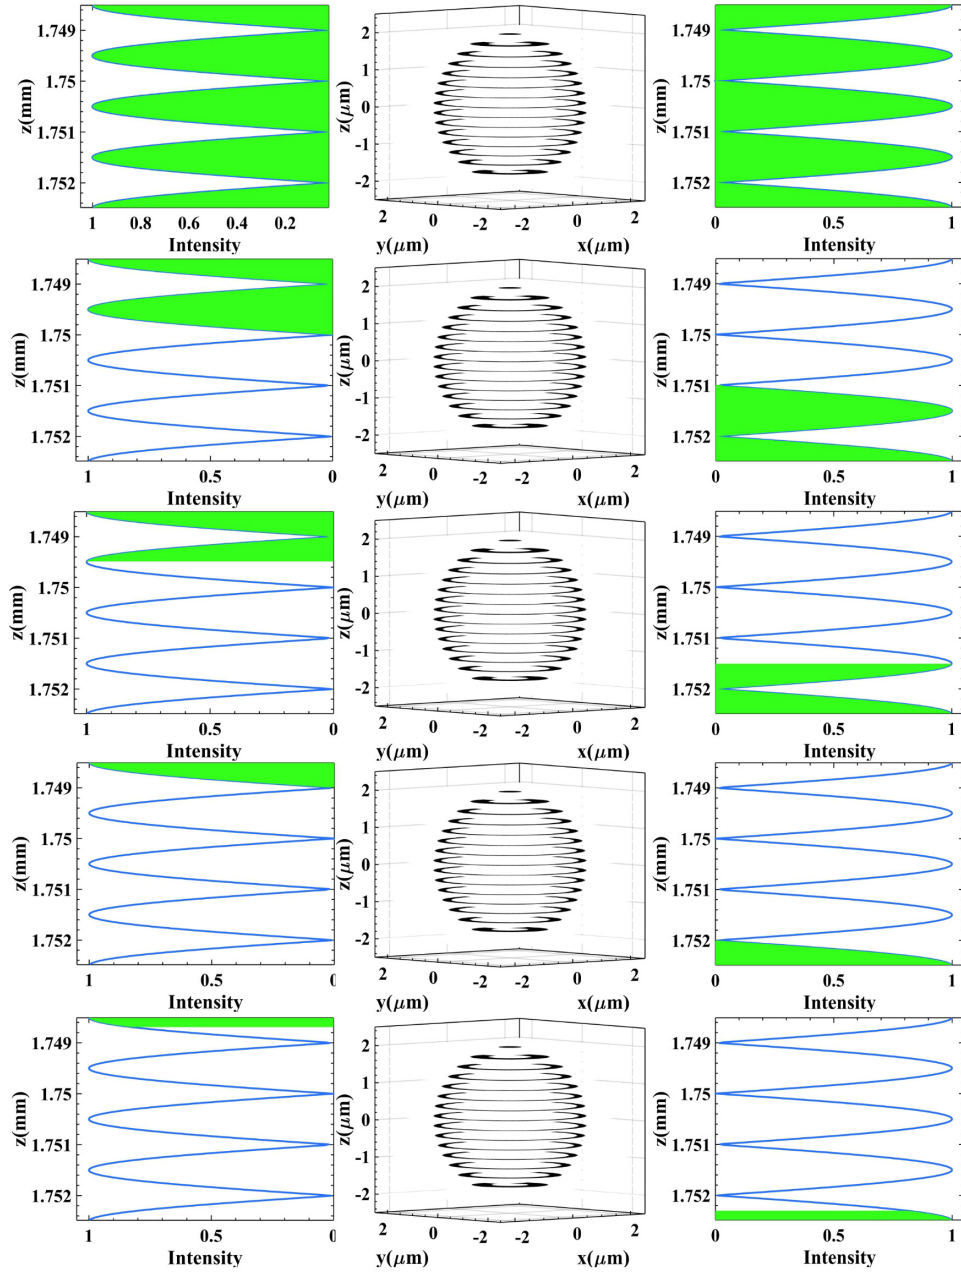 1.749
1.75
1.751
1.752
z(mm)
1 0.8 0.6 0.4 0.2
Intensity
2
1
0
-1
-2
z(μm)
2 0 -2 -2 0 2
y(μm) x(μm)
z(mm)
1.749
1.75
1.751
1.752
0 0.5 1
Intensity
1.749
1.75
1.751
1.752
z(mm)
1 0.5 0
Intensity
2
1
0
-1
-2
z(μm)
2 0 -2 -2 0 2
y(μm) x(μm)
z(mm)
1.749
1.75
1.751
1.752
0 0.5 1
Intensity
1.749
1.75
1.751
1.752
z(mm)
1 0.5 0
Intensity
2
1
0
-1
-2
z(μm)
2 0 -2 -2 0 2
y(μm) x(μm)
z(mm)
1.749
1.75
1.751
1.752
0 0.5 1
Intensity
1.749
1.75
1.751
1.752
z(mm)
1 0.5 0
Intensity
2
1
0
-1
-2
z(μm)
2 0 -2 -2 0 2
y(μm) x(μm)
z(mm)
1.749
1.75
1.751
1.752
0 0.5 1
Intensity
1.749
1.75
1.751
1.752
z(mm)
1 0.5 0
Intensity
2
1
0
-1
-2
z(μm)
2 0 -2 -2 0 2
y(μm) x(μm)
z(mm)
1.749
1.75
1.751
1.752
0 0.5 1
Intensity